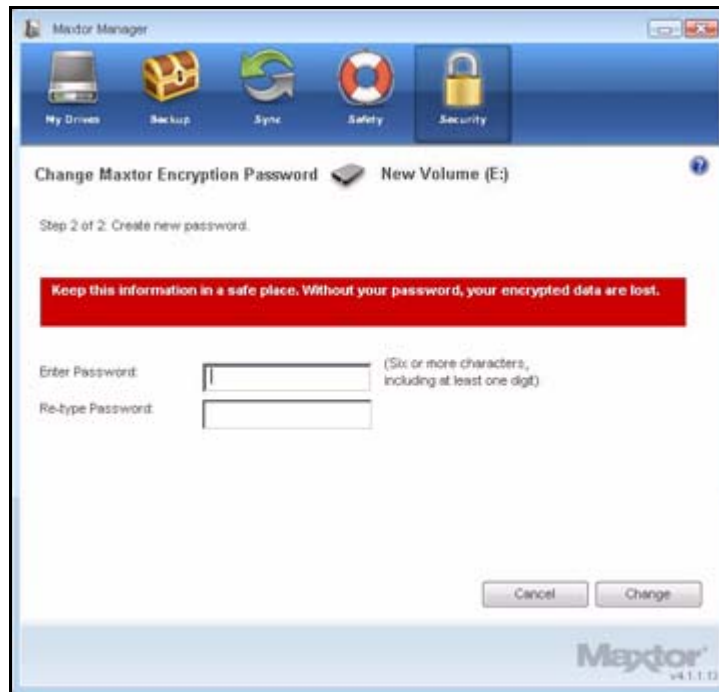 Maxtor Manager
My Drives Backup Sync Safety Security
Change Maxtor Encryption Password New Volume (E:)
Step 2 of 2: Create new password.
Keep this information in a safe place. Without your password, your encrypted data are lost.
Enter Password: (Six or more characters,
including at least one digit)
Re-type Password:
Cancel Change
Maxtor